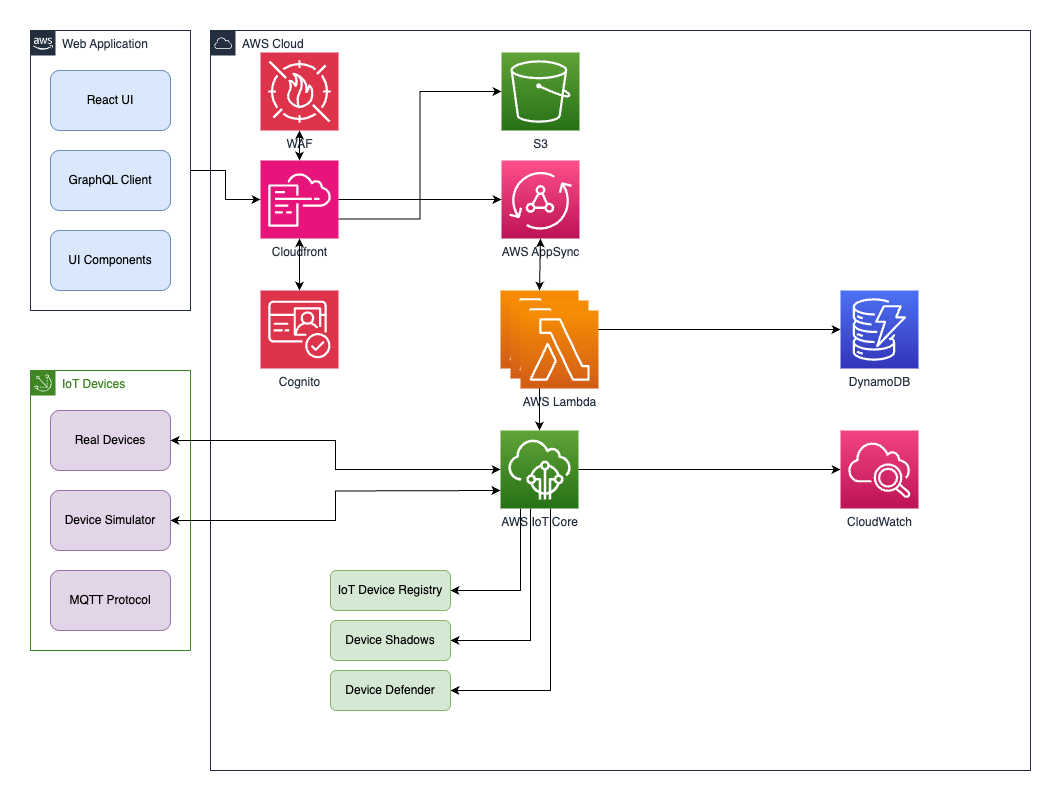 aws
Web Application
React UI
GraphQL Client
UI Components
IoT Devices
Real Devices
Device Simulator
MQTT Protocol
AWS Cloud
WAF
S3
Cloudfront
AWS AppSync
Cognito
AWS Lambda
DynamoDB
AWS IoT Core
CloudWatch
IoT Device Registry
Device Shadows
Device Defender